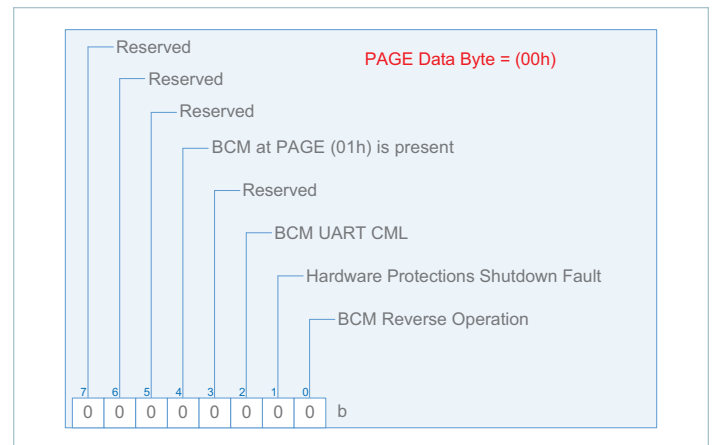 Reserved
PAGE Data Byte = (00h)
Reserved
Reserved
BCM at PAGE (01h) is present
Reserved
BCM UART CML
Hardware Protections Shutdown Fault
BCM Reverse Operation
7 6 5 4 3 2 1 0
0 0 0 0 0 0 0 0 b